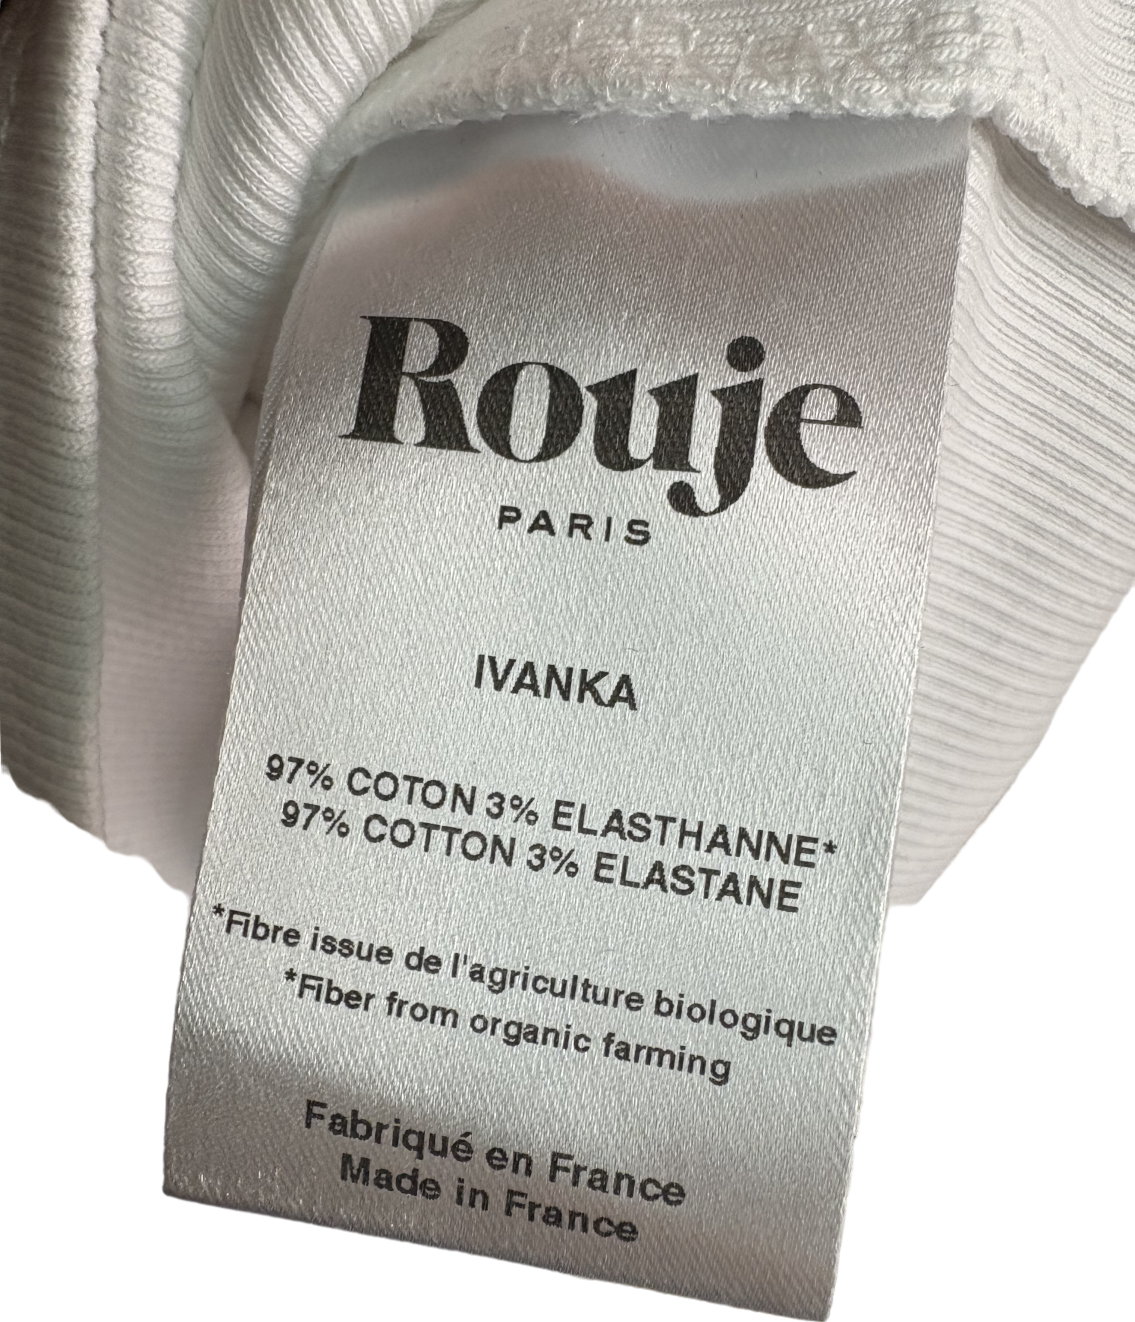 Rouje
PARIS
IVANKA
97% COTON 3% ELASTHANNE*
97% COTTON 3% ELASTANE
*Fibre issue de l'agriculture biologique
*Fiber from organic farming
Fabriqué en France
Made in France